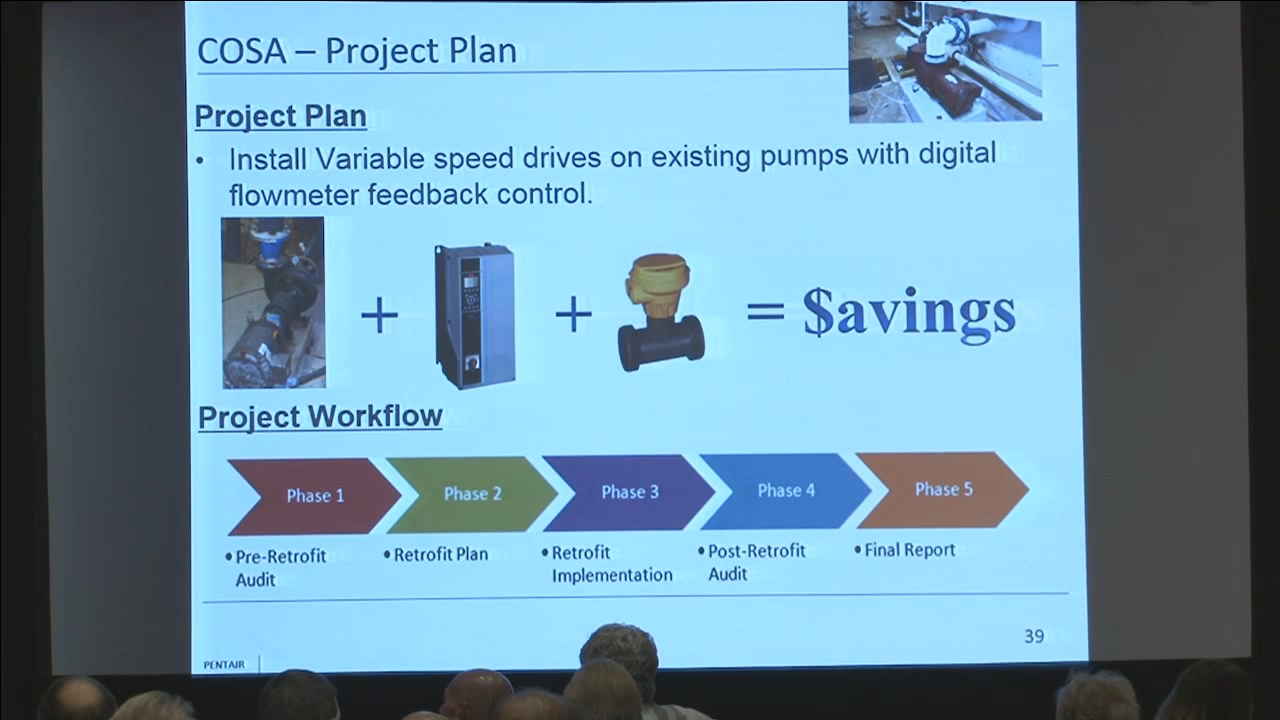 COSA – Project Plan
Project Plan
• Install Variable speed drives on existing pumps with digital
flowmeter feedback control.
+ + = $avings
Project Workflow
Phase 1 Phase 2 Phase 3 Phase 4 Phase 5
• Pre-Retrofit
Audit
• Retrofit Plan
• Retrofit
Implementation
• Post-Retrofit
Audit
• Final Report
39
PENTAIR